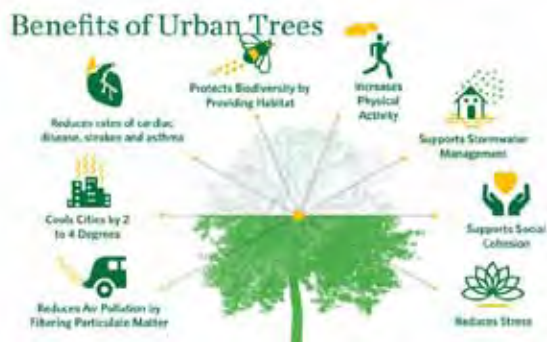 Benefits of Urban Trees
Protects Biodiversity by
Providing Habitat
Increases
Physical
Activity
Reduces rates of cardiac
disease, strokes and asthma
Supports Stormwater
Management
Cools Cities by 2
to 4 Degrees
Supports Social
Cohesion
Reduces Air Pollution by
Filtering Particulate Matter
Reduces Stress